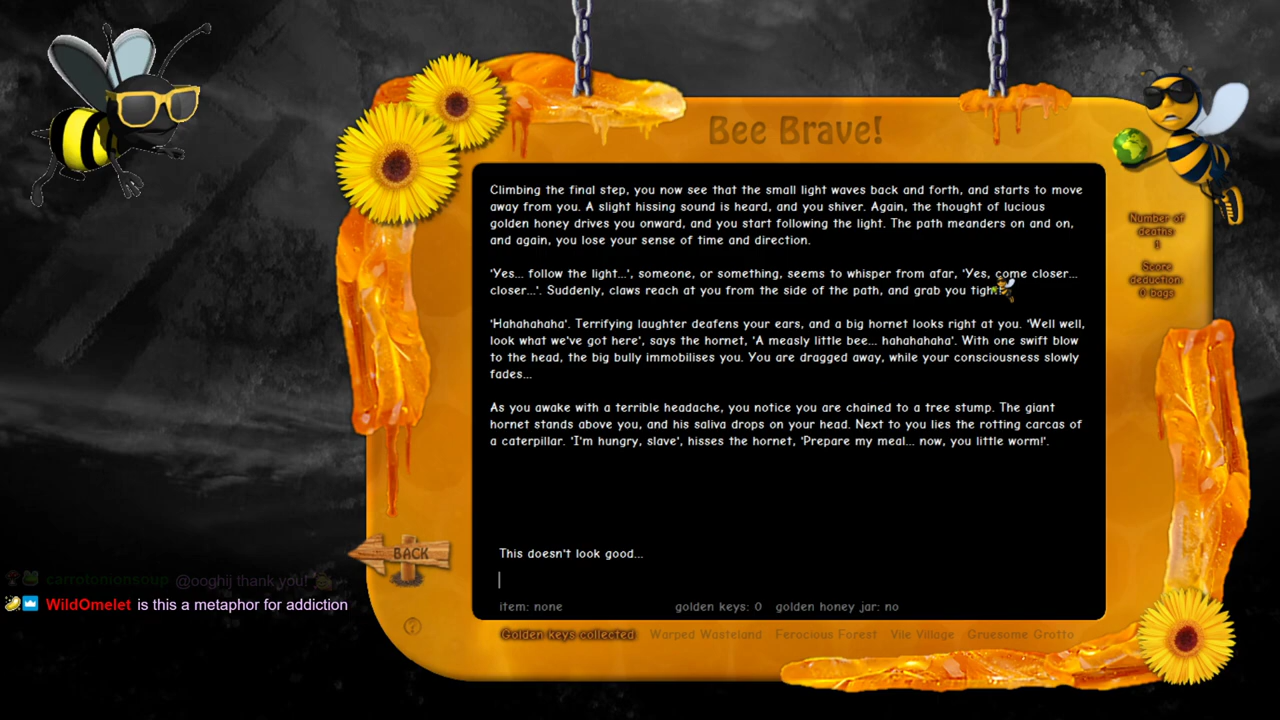 Bee Brave!
Climbing the final step, you now see that the small light waves back and forth, and starts to move
away from you. A slight hissing sound is heard, and you shiver. Again, the thought of lucious
golden honey drives you onward, and you start following the light. The path meanders on and on,
and again, you lose your sense of time and direction.
'Yes... follow the light...', someone, or something, seems to whisper from afar, 'Yes, come closer...
closer...'. Suddenly, claws reach at you from the side of the path, and grab you tight.
'Hahahahaha'. Terrifying laughter deafens your ears, and a big hornet looks right at you. 'Well well,
look what we've got here', says the hornet, 'A measly little bee... hahahahaha'. With one swift blow
to the head, the big bully immobilises you. You are dragged away, while your consciousness slowly
fades...
As you awake with a terrible headache, you notice you are chained to a tree stump. The giant
hornet stands above you, and his saliva drops on your head. Next to you lies the rotting carcas of
a caterpillar. 'I'm hungry, slave', hisses the hornet, 'Prepare my meal... now, you little worm!'.
This doesn't look good...
item: none golden keys: 0 golden honey jar: no
Golden keys collected Warped Wasteland Ferocious Forest Vile Village Gruesome Grotto
Number of
deaths:
1
Score
deduction:
0 bags
BACK
?
carrotonionsoup @ooghij thank you!
WildOmelet is this a metaphor for addiction